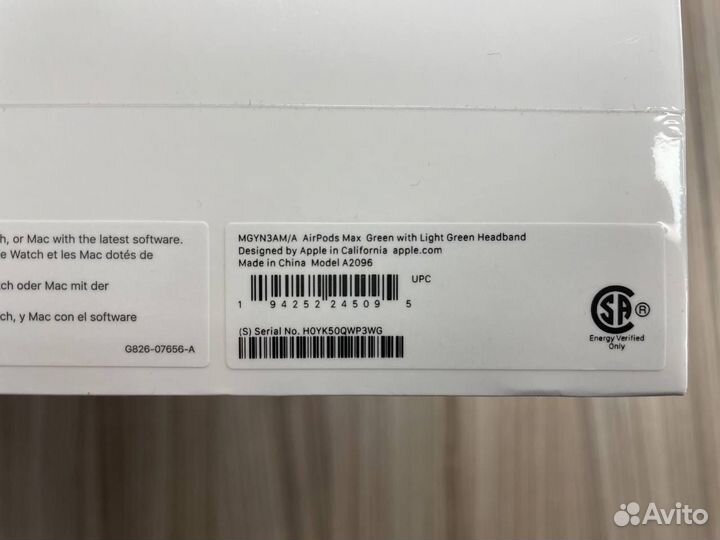 h, or Mac with the latest software.
e Watch et les Mac dotés de
tch oder Mac mit der
ch, y Mac con el software
G826-07656-A
MGYN3AM/A AirPods Max Green with Light Green Headband
Designed by Apple in California apple.com
Made in China Model A2096
UPC
1 94252 24509 5
(S) Serial No. H0YK50QWP3WG
CSA ®
Energy Verified
Only
Avito